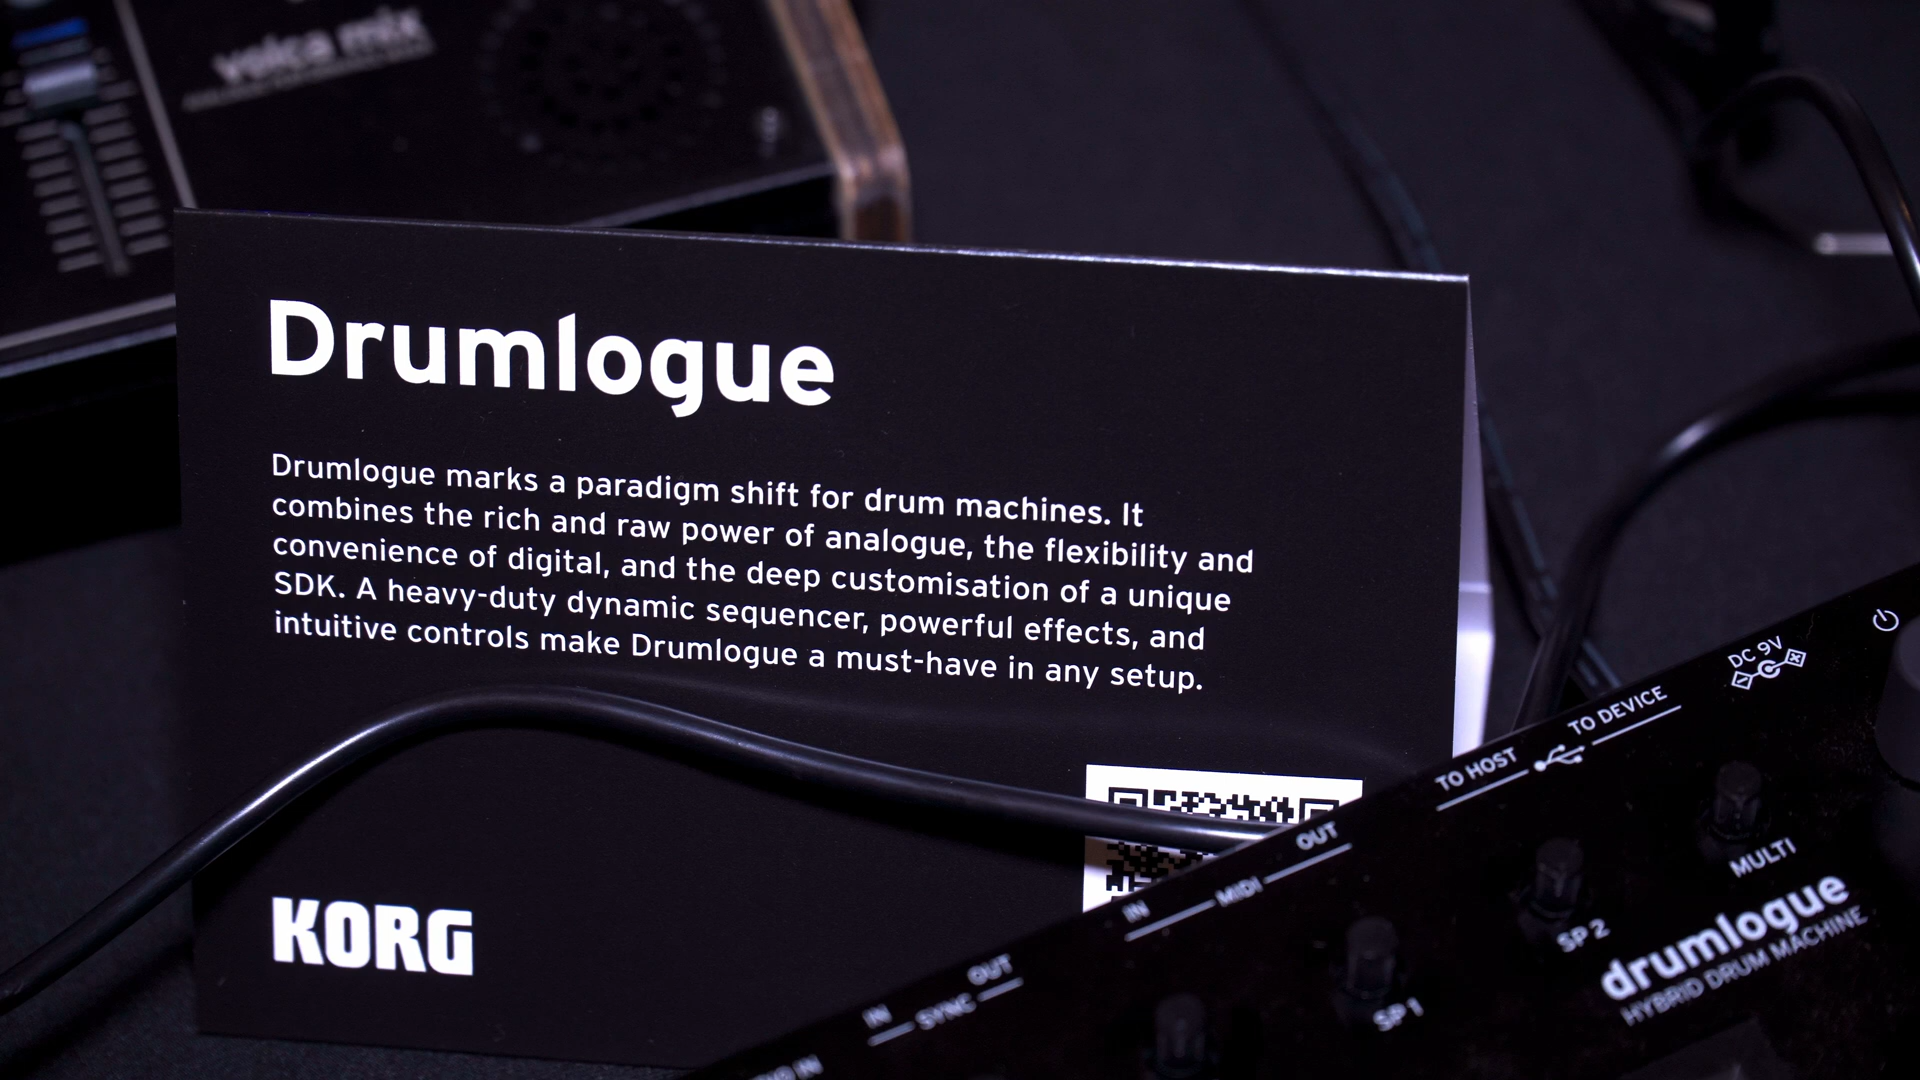 volca mix
Drumlogue
Drumlogue marks a paradigm shift for drum machines. It
combines the rich and raw power of analogue, the flexibility and
convenience of digital, and the deep customisation of a unique
SDK. A heavy-duty dynamic sequencer, powerful effects, and
intuitive controls make Drumlogue a must-have in any setup.
KORG
DC 9V
TO HOST TO DEVICE
MULTI
IN MIDI OUT
SP 2
drumlogue
HYBRID DRUM MACHINE
IN SYNC OUT
SP 1
IN